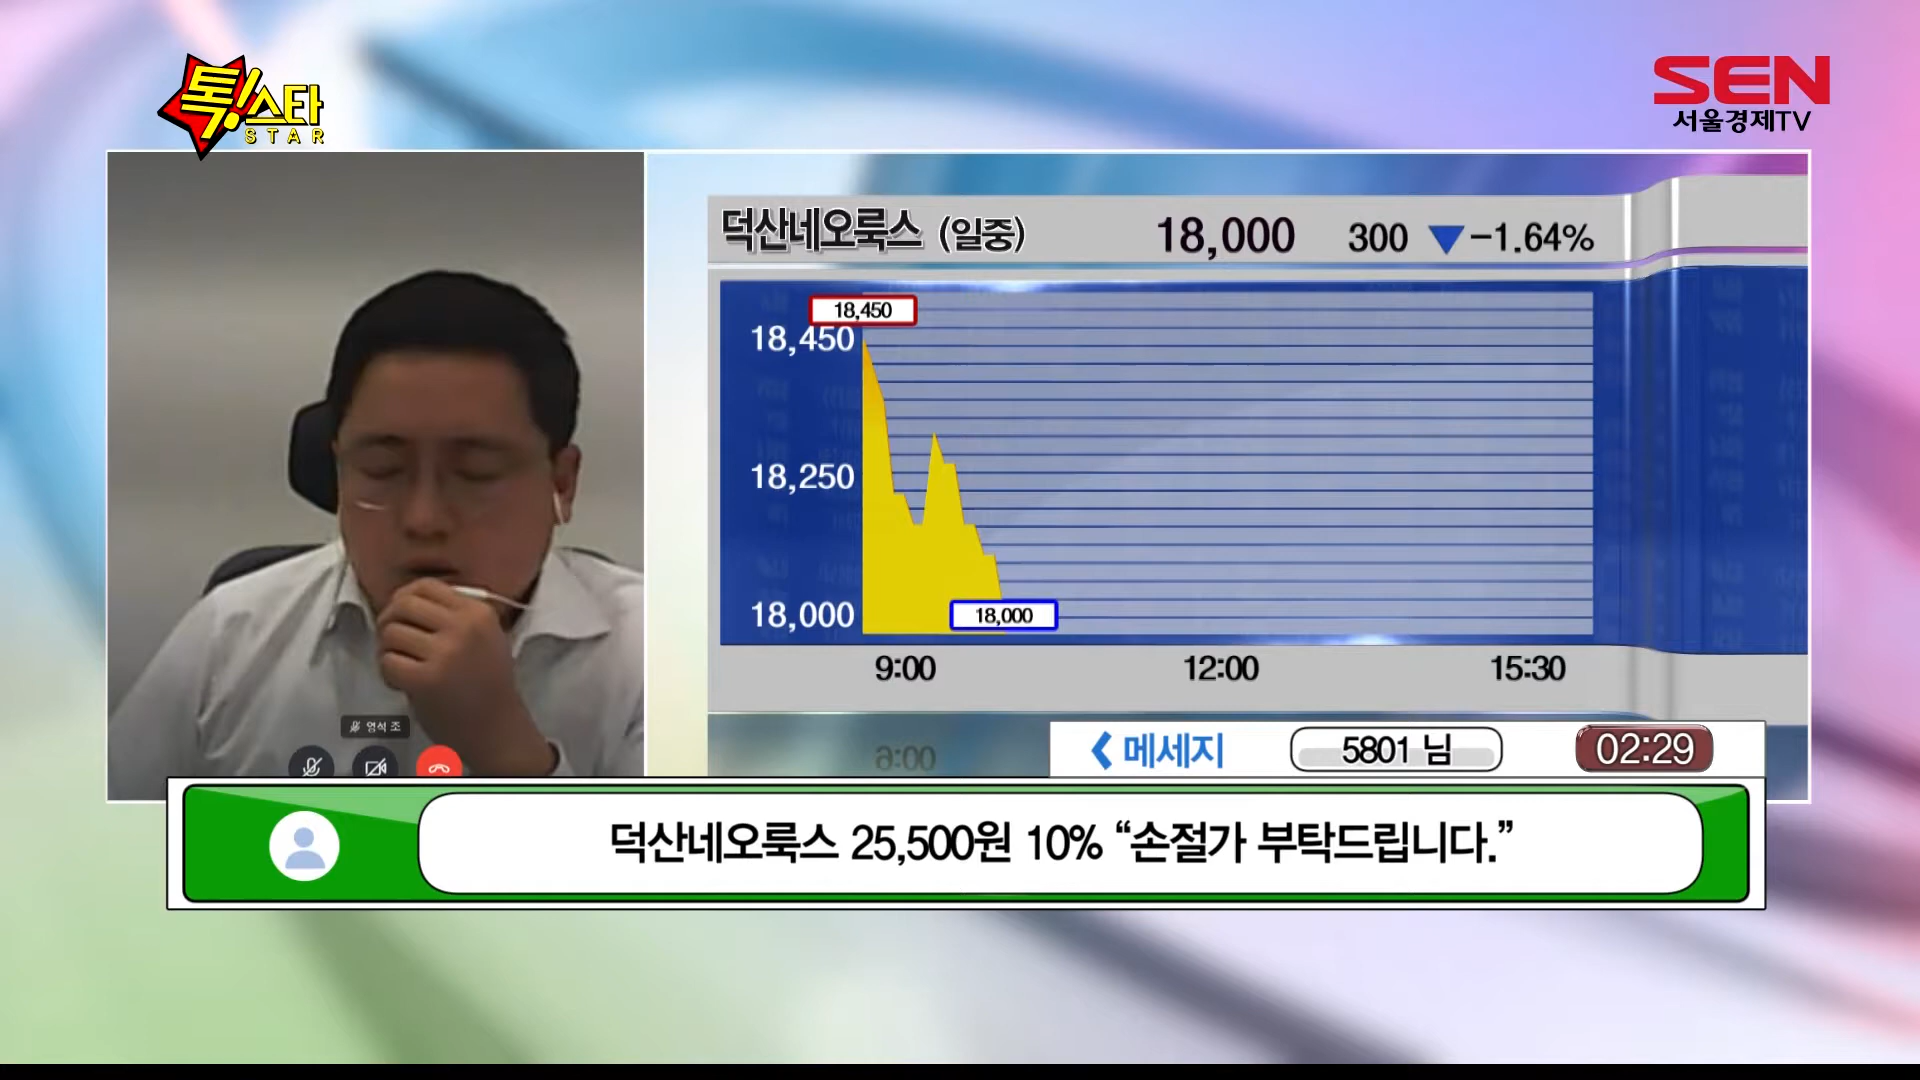 톡!스타
STAR
SEN
서울경제TV
덕산네오룩스 (일중) 18,000 300 ▼-1.64%
18,450
18,450
18,250
18,000
18,000
9:00 12:00 15:30
영석 조
메세지 5801 님 02:29
덕산네오룩스 25,500원 10% “손절가 부탁드립니다.”